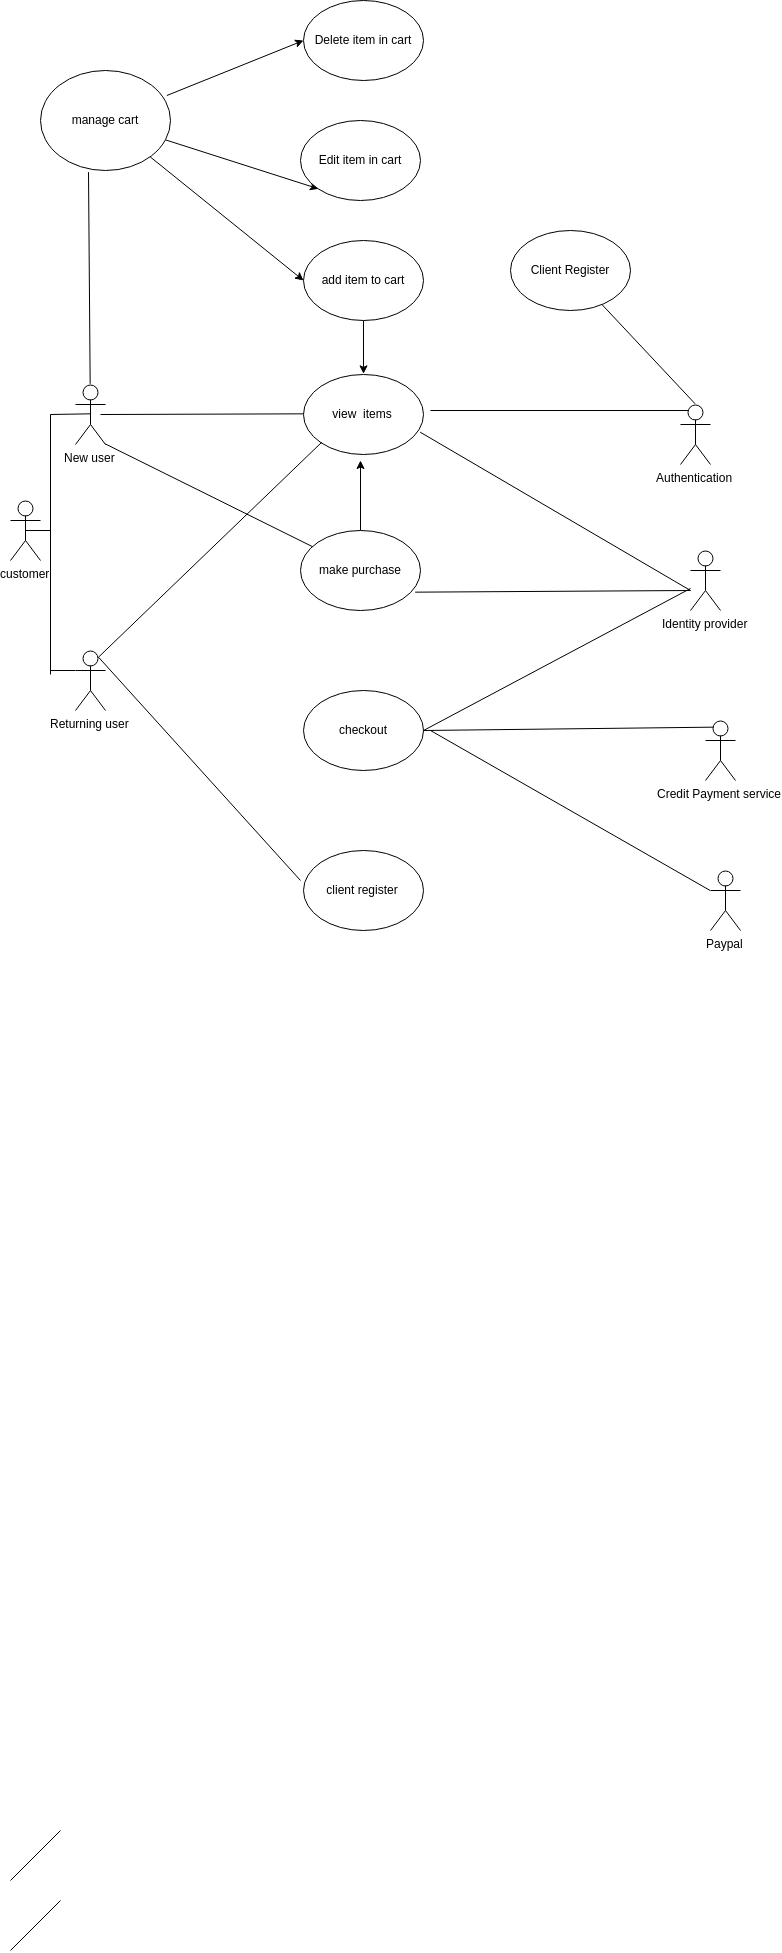 Delete item in cart
manage cart
Edit item in cart
add item to cart
Client Register
view  items
New user
Authentication
customer
make purchase
Identity provider
Returning user
checkout
Credit Payment service
client register
Paypal